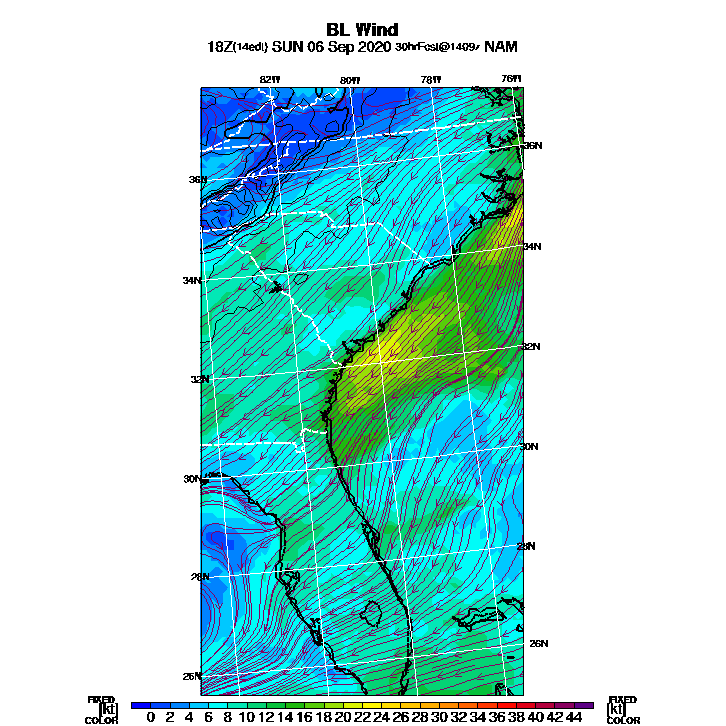 BL Wind
18Z(14edt) SUN 06 Sep 2020 30hrFcst@1409z NAM
82W 80W 78W 76W
36N
36N
34N
34N
32N
32N
30N
30N
28N
28N
26N
26N
FIXED FIXED
[kt] 0 2 4 6 8 10 12 14 16 18 20 22 24 26 28 30 32 34 36 38 40 42 44 [kt]
COLOR COLOR